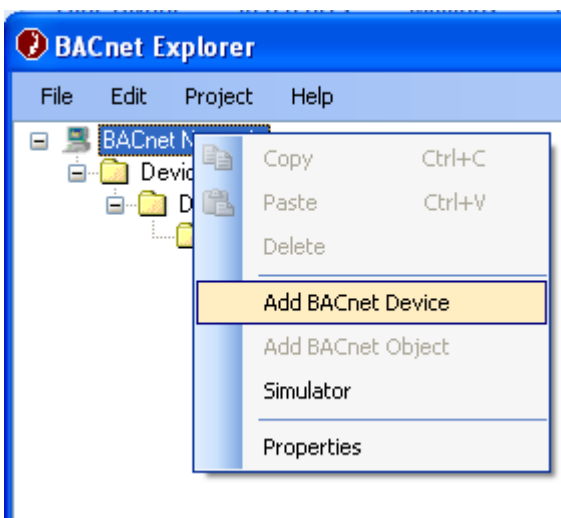 BACnet Explorer
File Edit Project Help
BACnet N
Devic
D
Copy Ctrl+C
Paste Ctrl+V
Delete
Add BACnet Device
Add BACnet Object
Simulator
Properties